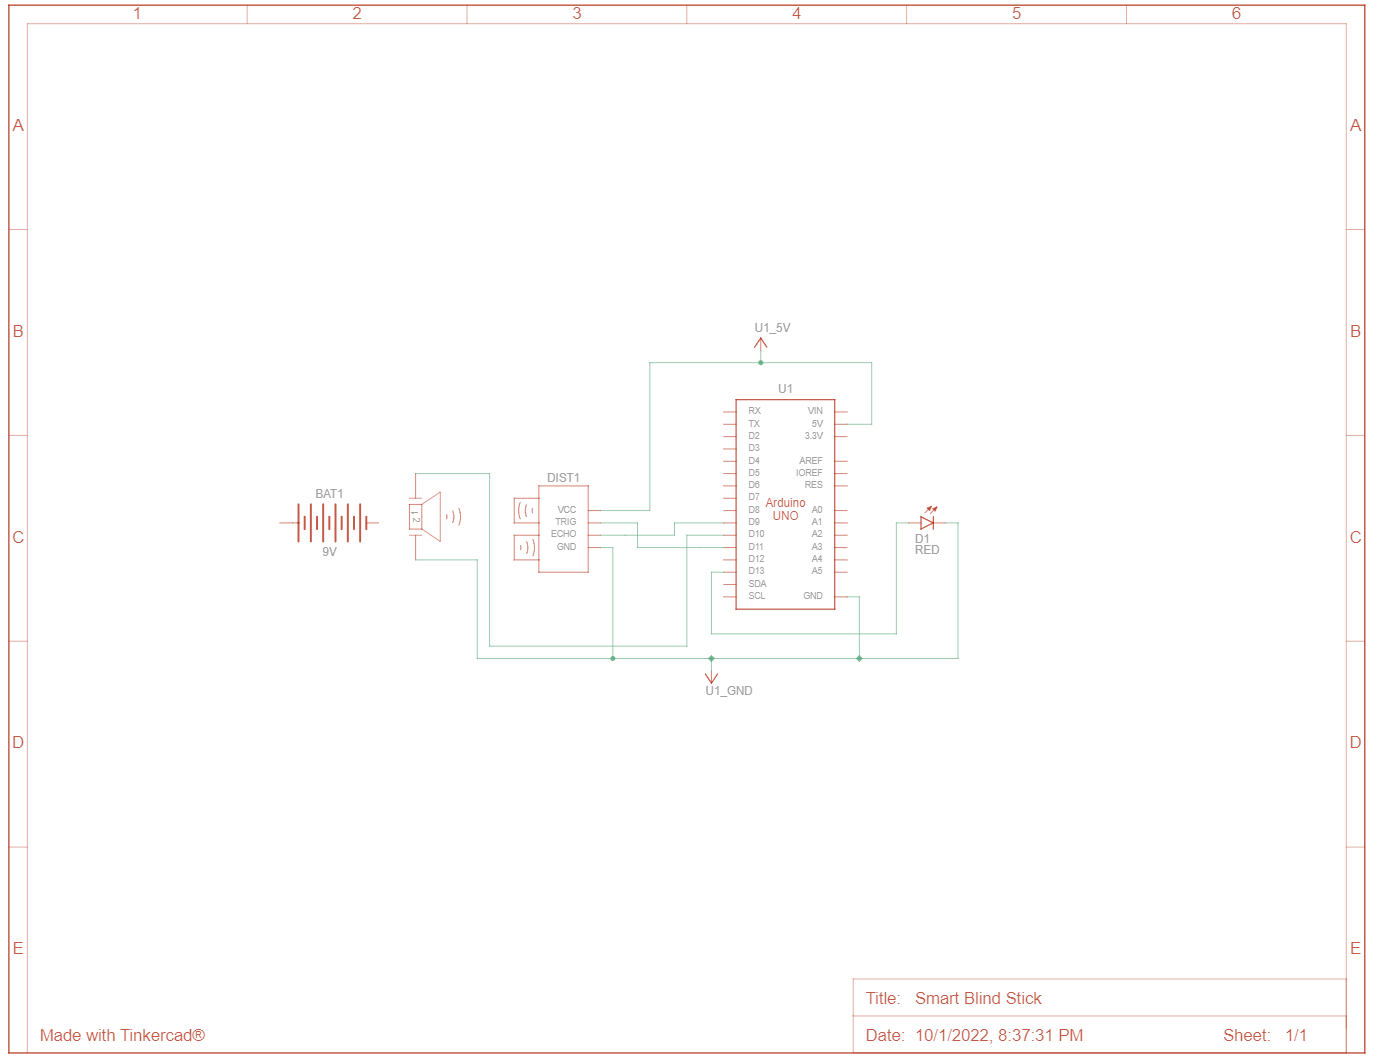 1 2 3 4 5 6
A A
B B
C C
D D
E E
U1_5V
U1
RX VIN
TX 5V
D2 3.3V
D3
D4 AREF
D5 IOREF
D6 RES
D7
Arduino
UNO
D8 A0
D9 A1
D10 A2
D11 A3
D12 A4
D13 A5
SDA
SCL GND
BAT1
9V
1 2
DIST1
VCC
TRIG
ECHO
GND
D1
RED
U1_GND
Title: Smart Blind Stick
Made with Tinkercad®
Date: 10/1/2022, 8:37:31 PM Sheet: 1/1